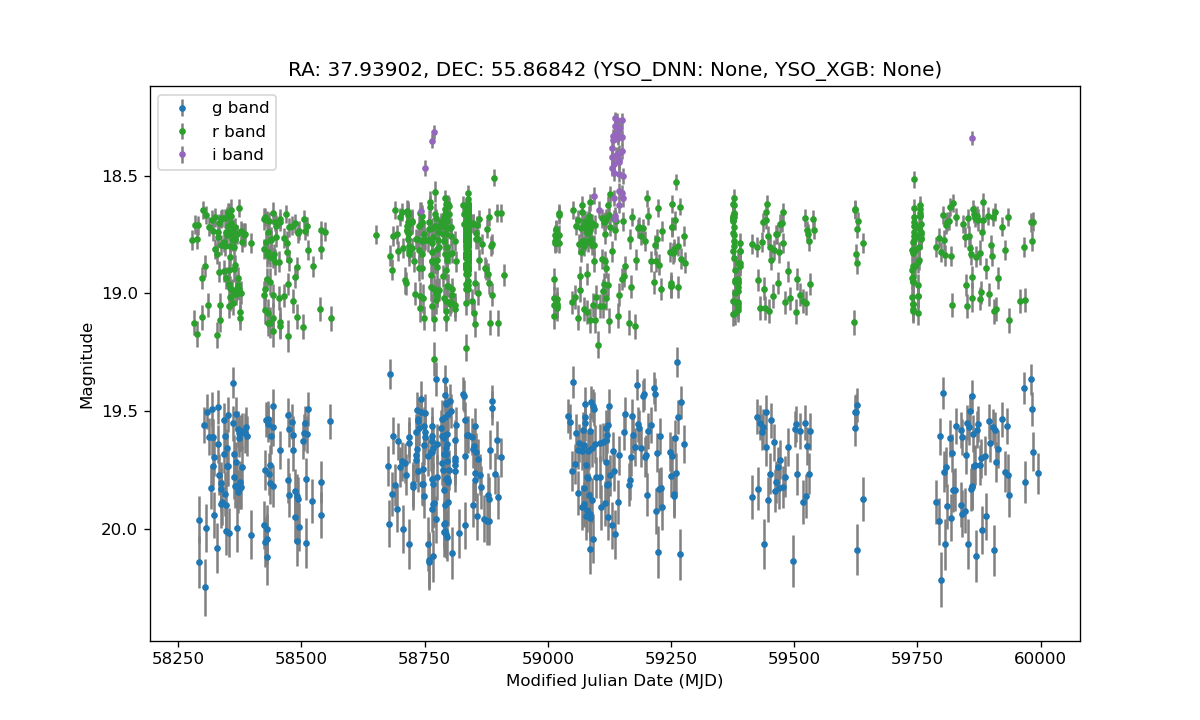 RA: 37.93902, DEC: 55.86842 (YSO_DNN: None, YSO_XGB: None)
g band
r band
i band
18.5
19.0
19.5
20.0
Magnitude
58250 58500 58750 59000 59250 59500 59750 60000
Modified Julian Date (MJD)